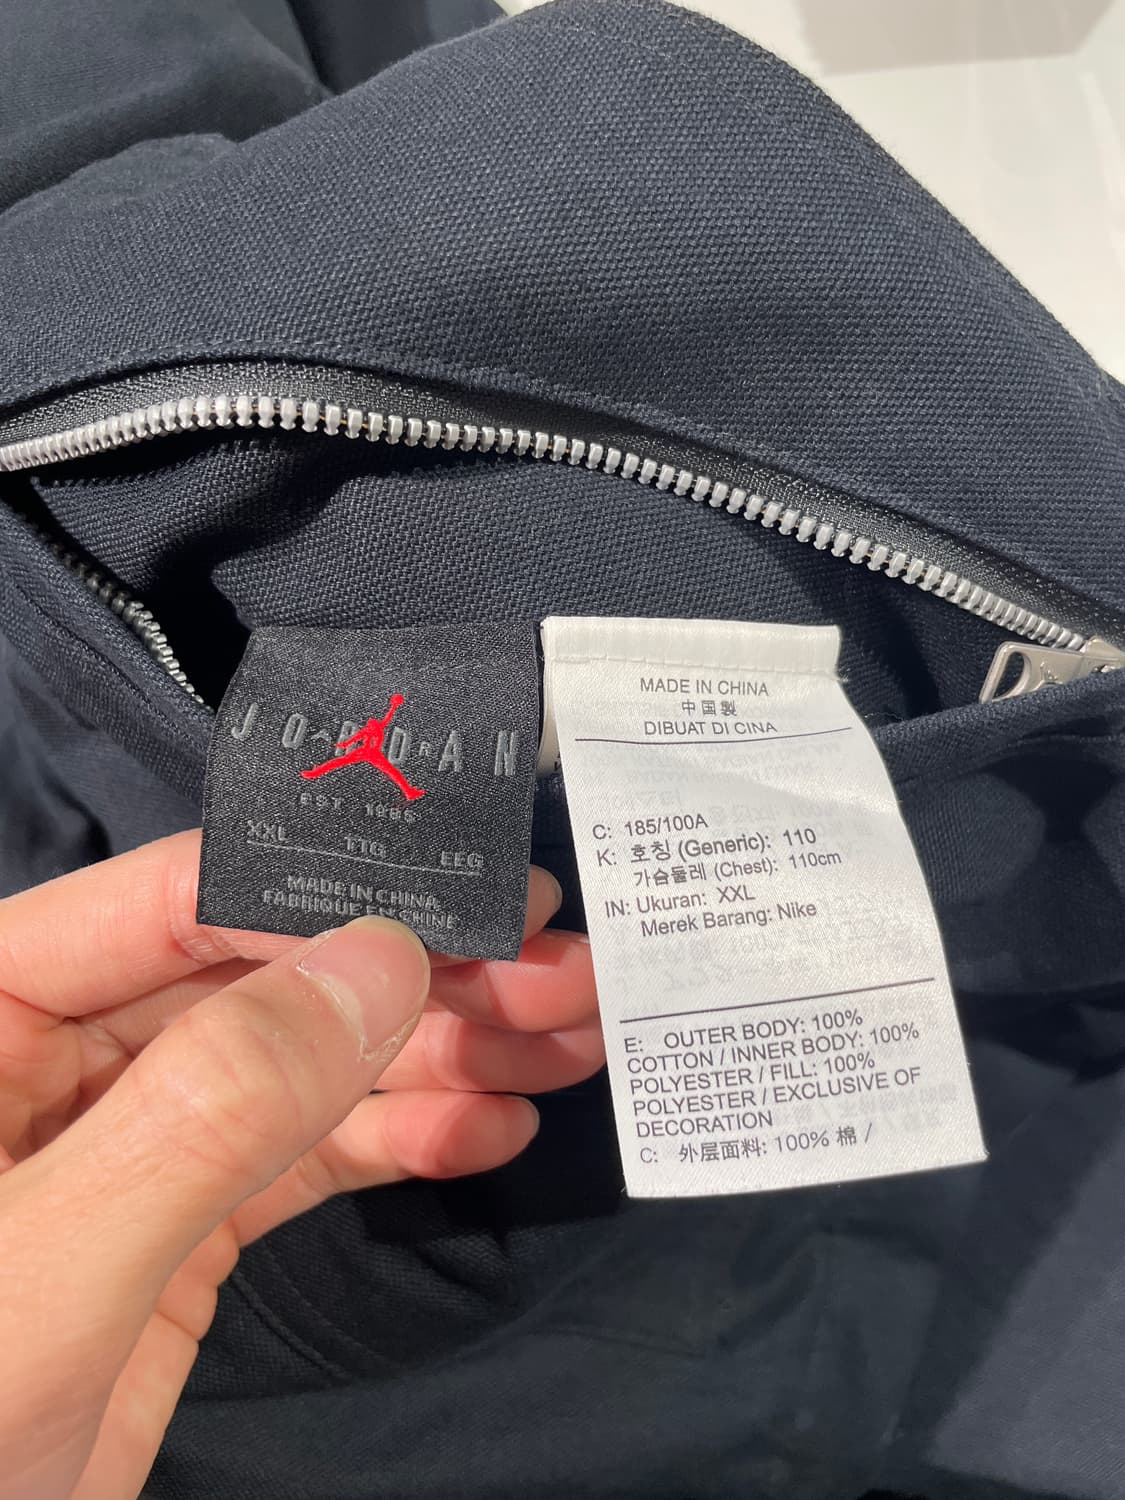 JORDAN
EST. 1985
XXL TTG EEG
MADE IN CHINA
FABRIQUE EN CHINE
MADE IN CHINA
中国製
DIBUAT DI CINA
C: 185/100A
K: 호칭 (Generic): 110
가슴둘레 (Chest): 110cm
IN: Ukuran: XXL
Merek Barang: Nike
E: OUTER BODY: 100%
COTTON / INNER BODY: 100%
POLYESTER / FILL: 100%
POLYESTER / EXCLUSIVE OF
DECORATION
C: 外层面料: 100% 棉 /